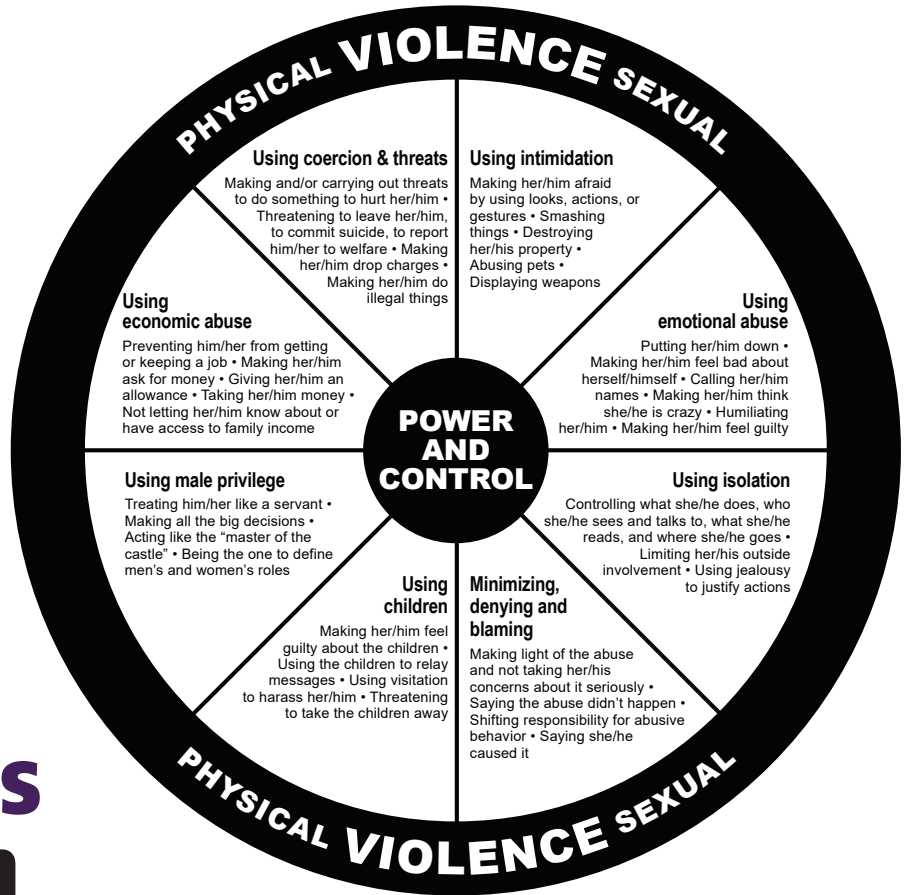 PHYSICAL VIOLENCE SEXUAL
Using coercion & threats
Making and/or carrying out threats
to do something to hurt her/him •
Threatening to leave her/him,
to commit suicide, to report
him/her to welfare • Making
her/him drop charges •
Making her/him do
illegal things
Using intimidation
Making her/him afraid
by using looks, actions, or
gestures • Smashing
things • Destroying
her/his property •
Abusing pets •
Displaying weapons
Using
economic abuse
Preventing him/her from getting
or keeping a job • Making her/him
ask for money • Giving her/him an
allowance • Taking her/him money •
Not letting her/him know about or
have access to family income
Using
emotional abuse
Putting her/him down •
Making her/him feel bad about
herself/himself • Calling her/him
names • Making her/him think
she/he is crazy • Humiliating
her/him • Making her/him feel guilty
POWER
AND
CONTROL
Using male privilege
Treating him/her like a servant •
Making all the big decisions •
Acting like the “master of the
castle” • Being the one to define
men’s and women’s roles
Using isolation
Controlling what she/he does, who
she/he sees and talks to, what she/he
reads, and where she/he goes •
Limiting her/his outside
involvement • Using jealousy
to justify actions
Using
children
Making her/him feel
guilty about the children •
Using the children to relay
messages • Using visitation
to harass her/him • Threatening
to take the children away
Minimizing,
denying and
blaming
Making light of the abuse
and not taking her/his
concerns about it seriously •
Saying the abuse didn’t happen •
Shifting responsibility for abusive
behavior • Saying she/he
caused it
s
PHYSICAL VIOLENCE SEXUAL